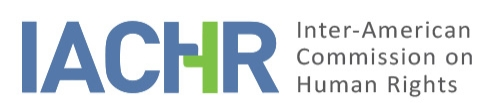 IACHR
Inter-American
Commission on
Human Rights